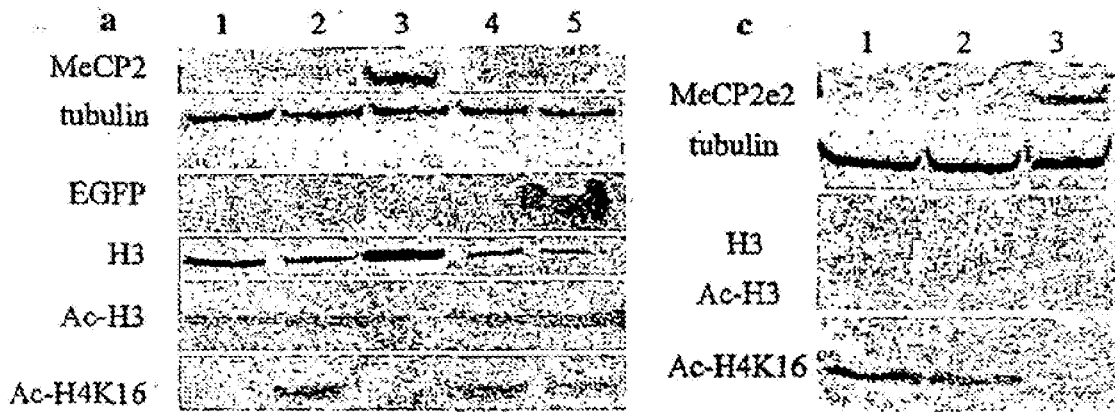 a 1 2 3 4 5
MeCP2
tubulin
EGFP
H3
Ac-H3
Ac-H4K16
c 1 2 3
MeCP2e2
tubulin
H3
Ac-H3
Ac-H4K16